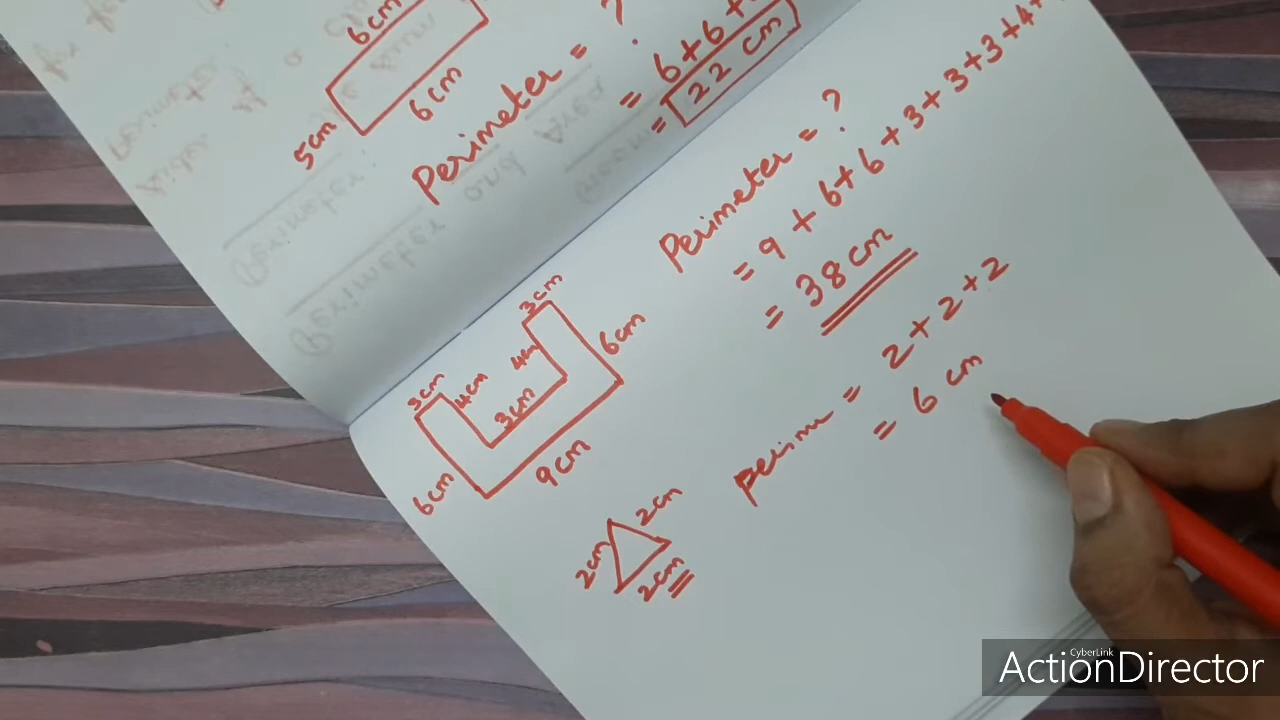 6cm
5cm
6cm
Perimeter = ?
= 6+6+
= 22 cm
Perimeter = ?
= 9 + 6+ 6 + 3+ 3+3 +4+
= 38 cm
3cm
6cm
4cm
3cm
4cm
3cm
6cm
9cm
Perime = 2+ 2+2
= 6 cm
2cm
2cm
2cm
CyberLink
ActionDirector